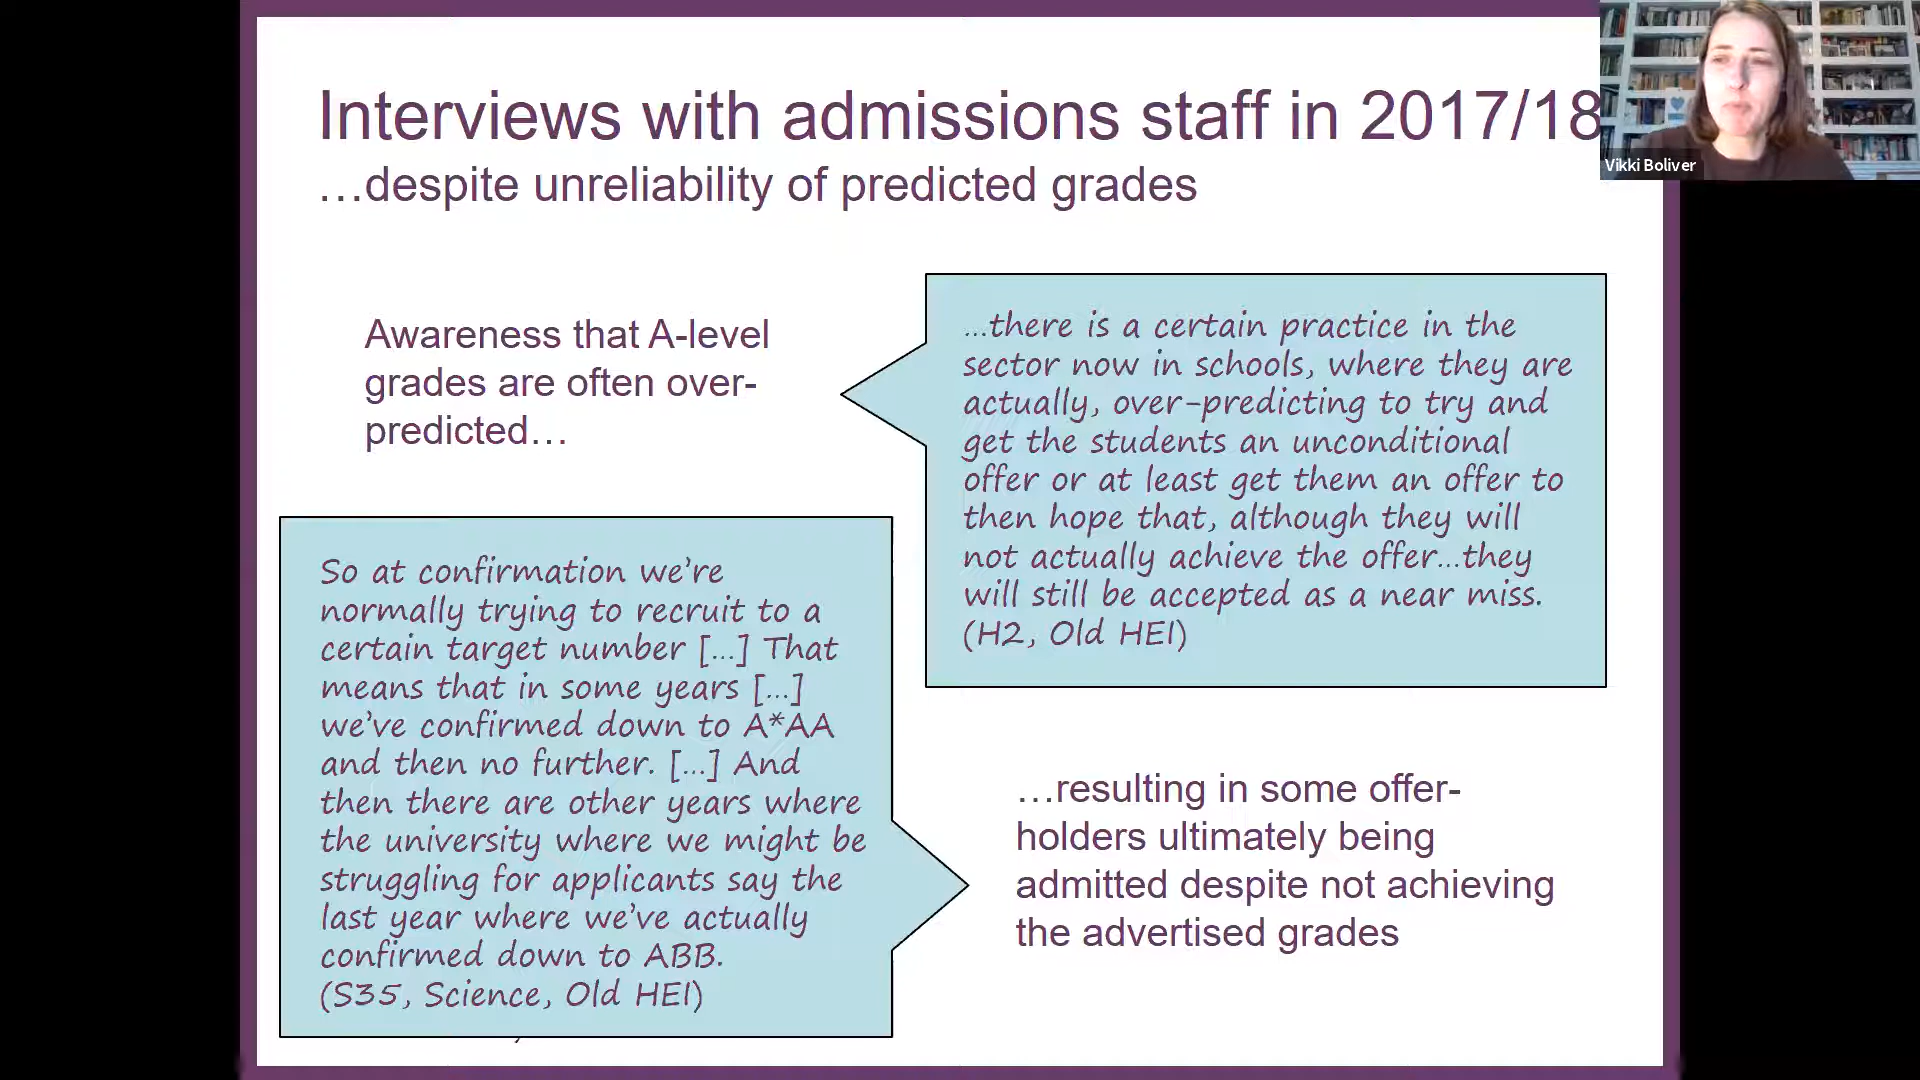 Interviews with admissions staff in 2017/18
…despite unreliability of predicted grades
Vikki Boliver
Awareness that A-level
grades are often over-
predicted…
…there is a certain practice in the
sector now in schools, where they are
actually, over-predicting to try and
get the students an unconditional
offer or at least get them an offer to
then hope that, although they will
not actually achieve the offer…they
will still be accepted as a near miss.
(H2, Old HEI)
So at confirmation we’re
normally trying to recruit to a
certain target number […] That
means that in some years […]
we’ve confirmed down to A*AA
and then no further. […] And
then there are other years where
the university where we might be
struggling for applicants say the
last year where we’ve actually
confirmed down to ABB.
(S35, Science, Old HEI)
…resulting in some offer-
holders ultimately being
admitted despite not achieving
the advertised grades